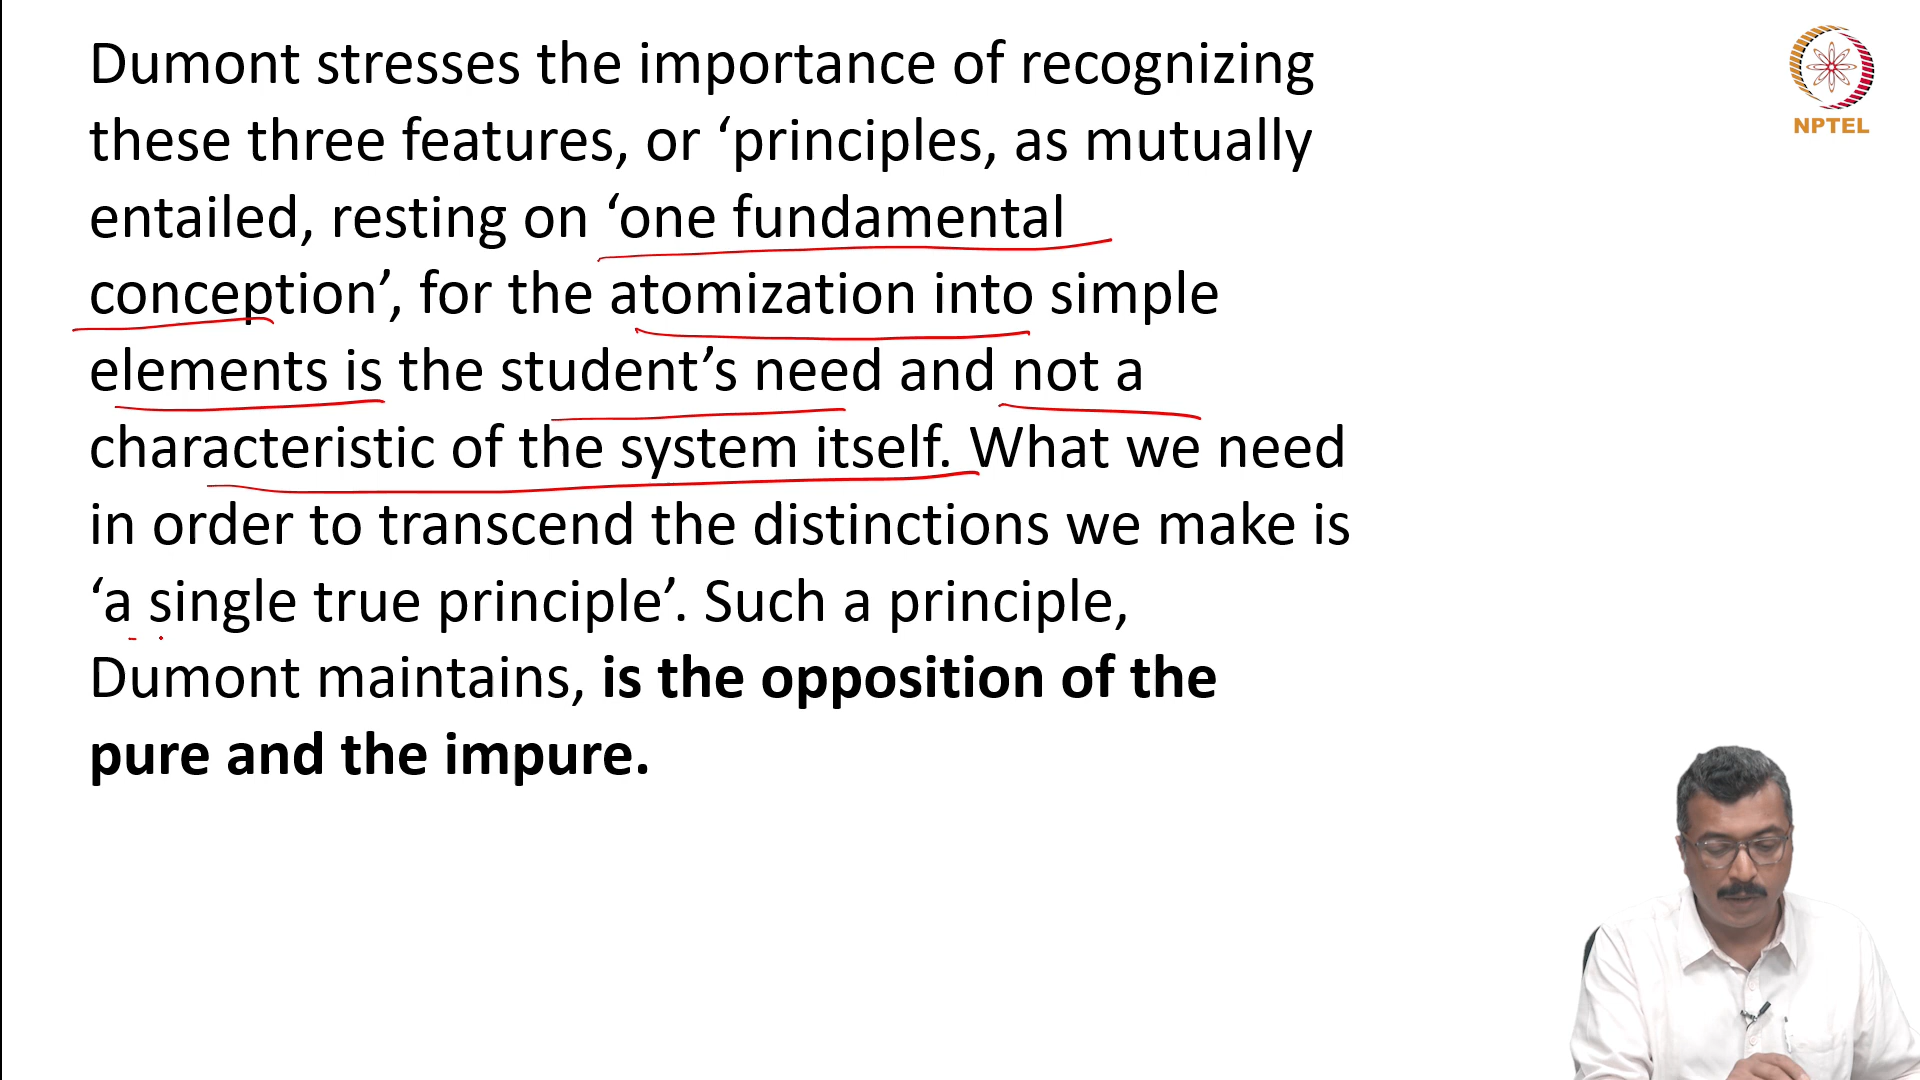 Dumont stresses the importance of recognizing
these three features, or ‘principles, as mutually
entailed, resting on ‘one fundamental
conception’, for the atomization into simple
elements is the student’s need and not a
characteristic of the system itself. What we need
in order to transcend the distinctions we make is
‘a single true principle’. Such a principle,
Dumont maintains, is the opposition of the
pure and the impure.
NPTEL